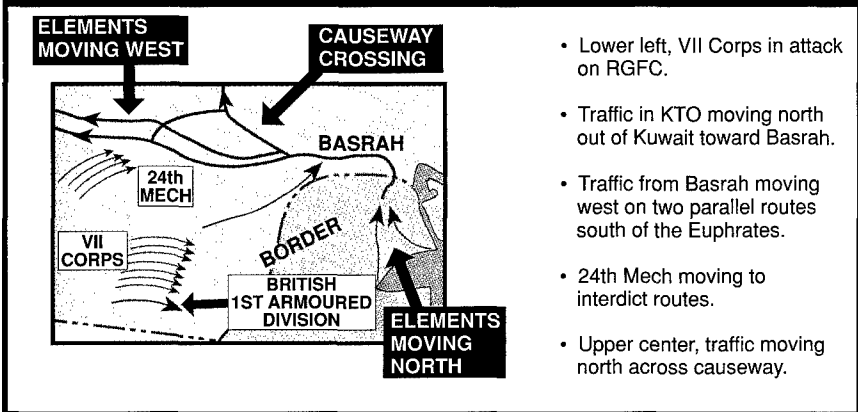 ELEMENTS
MOVING WEST
CAUSEWAY
CROSSING
BASRAH
24th
MECH
VII
CORPS
BORDER
BRITISH
1ST ARMOURED
DIVISION
ELEMENTS
MOVING
NORTH
• Lower left, VII Corps in attack
on RGFC.
• Traffic in KTO moving north
out of Kuwait toward Basrah.
• Traffic from Basrah moving
west on two parallel routes
south of the Euphrates.
• 24th Mech moving to
interdict routes.
• Upper center, traffic moving
north across causeway.